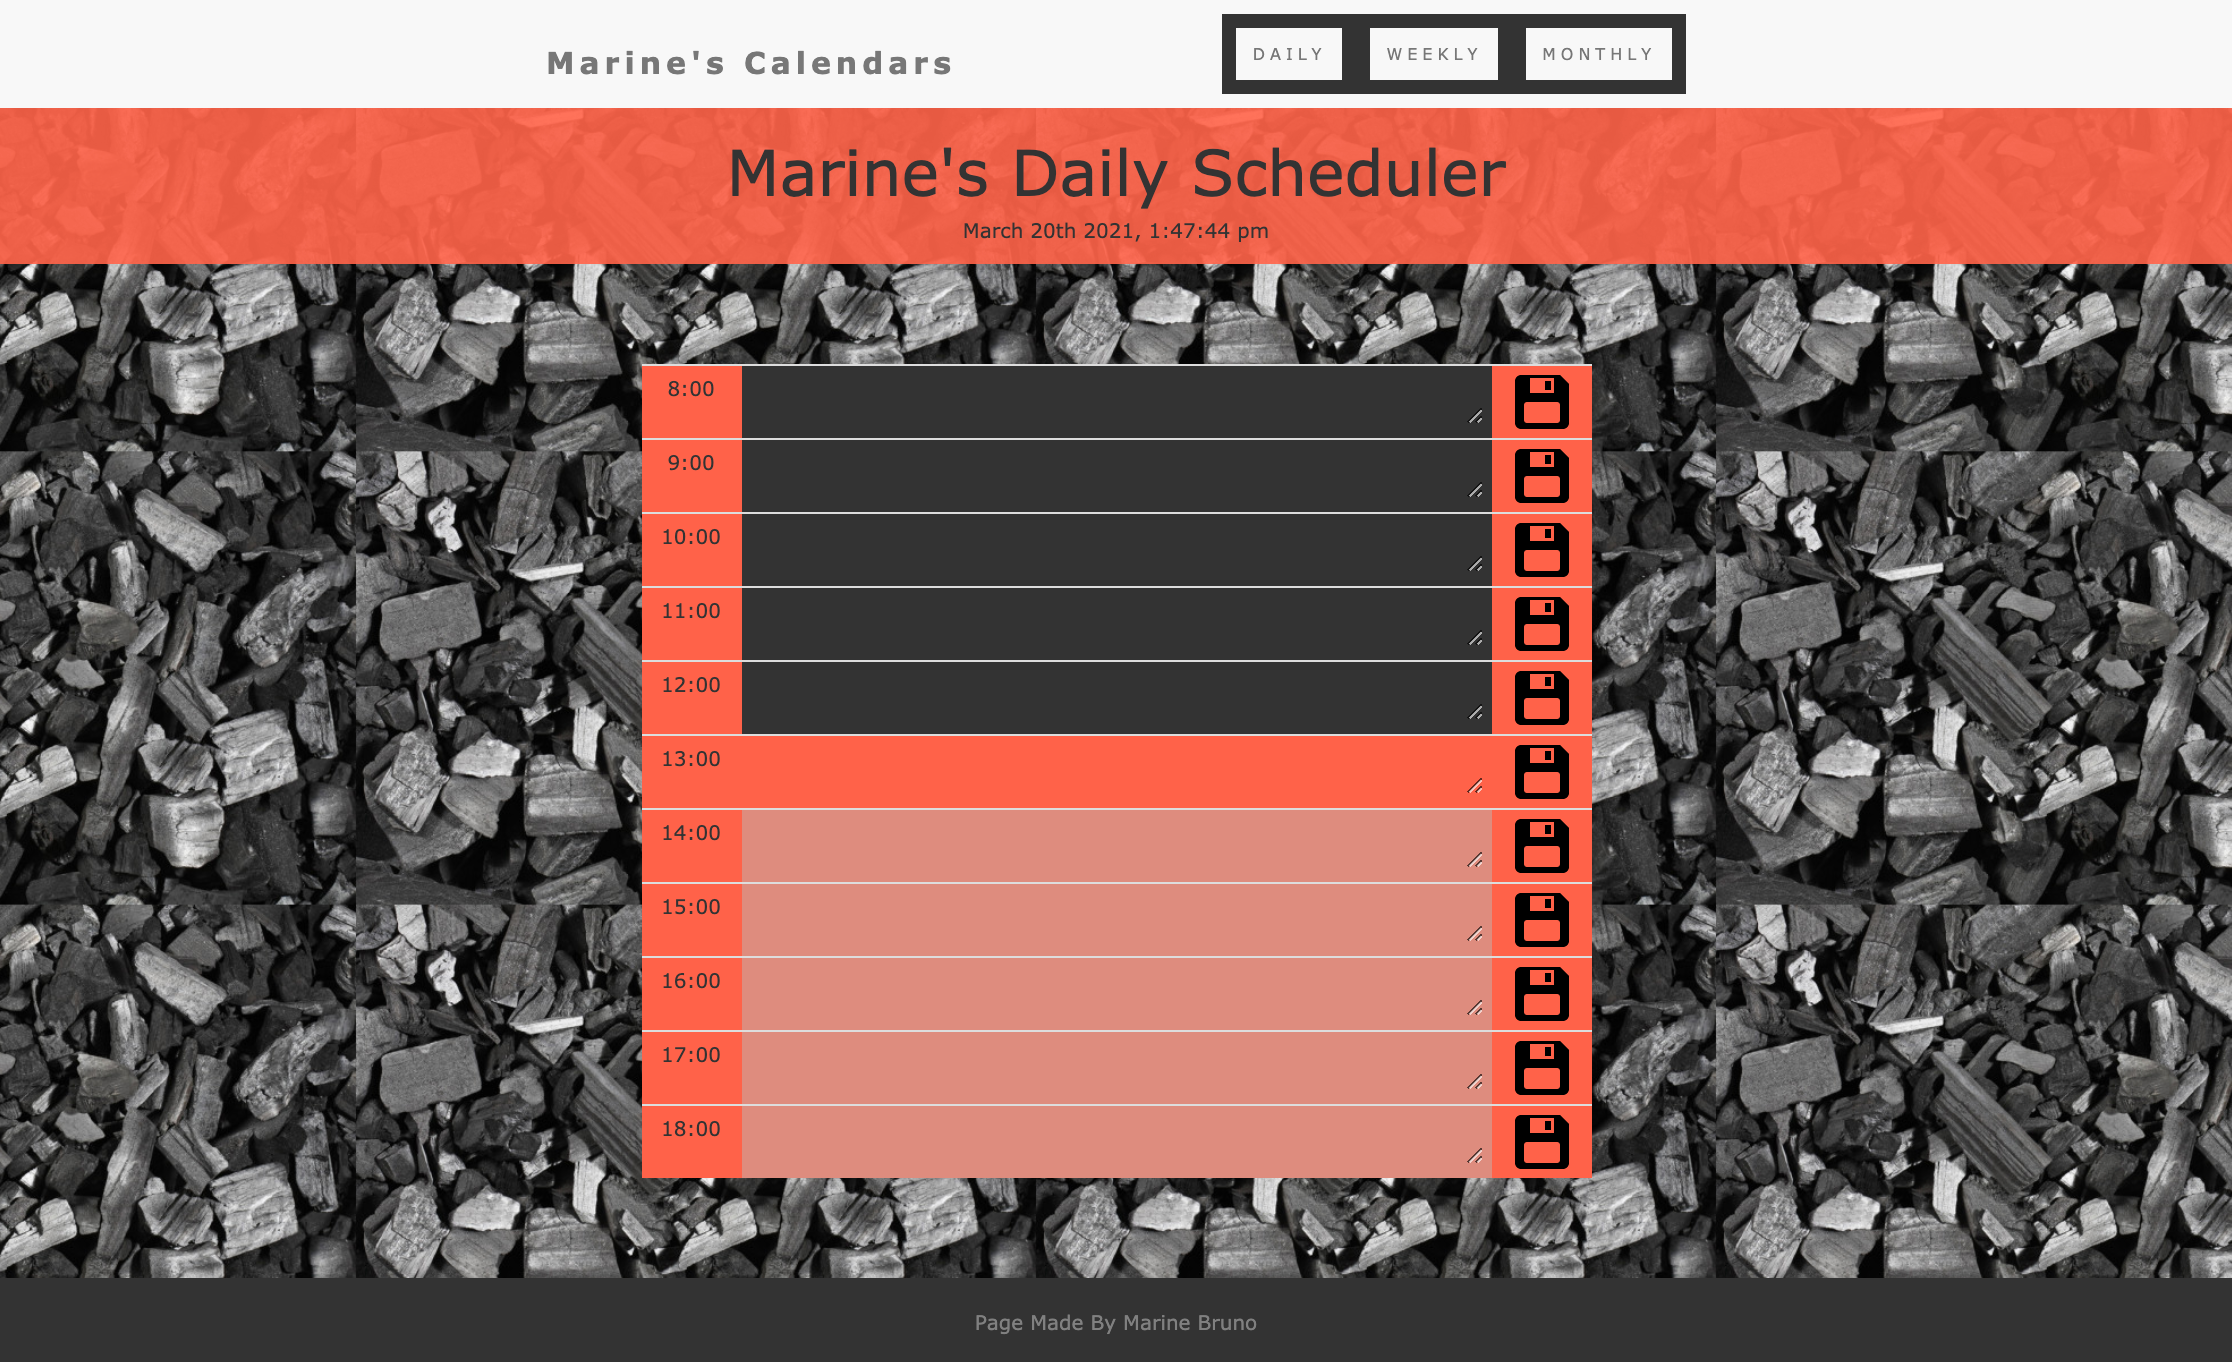 Marine's Calendars
DAILY
WEEKLY
MONTHLY
Marine's Daily Scheduler
March 20th 2021, 1:47:44 pm
8:00
9:00
10:00
11:00
12:00
13:00
14:00
15:00
16:00
17:00
18:00
Page Made By Marine Bruno